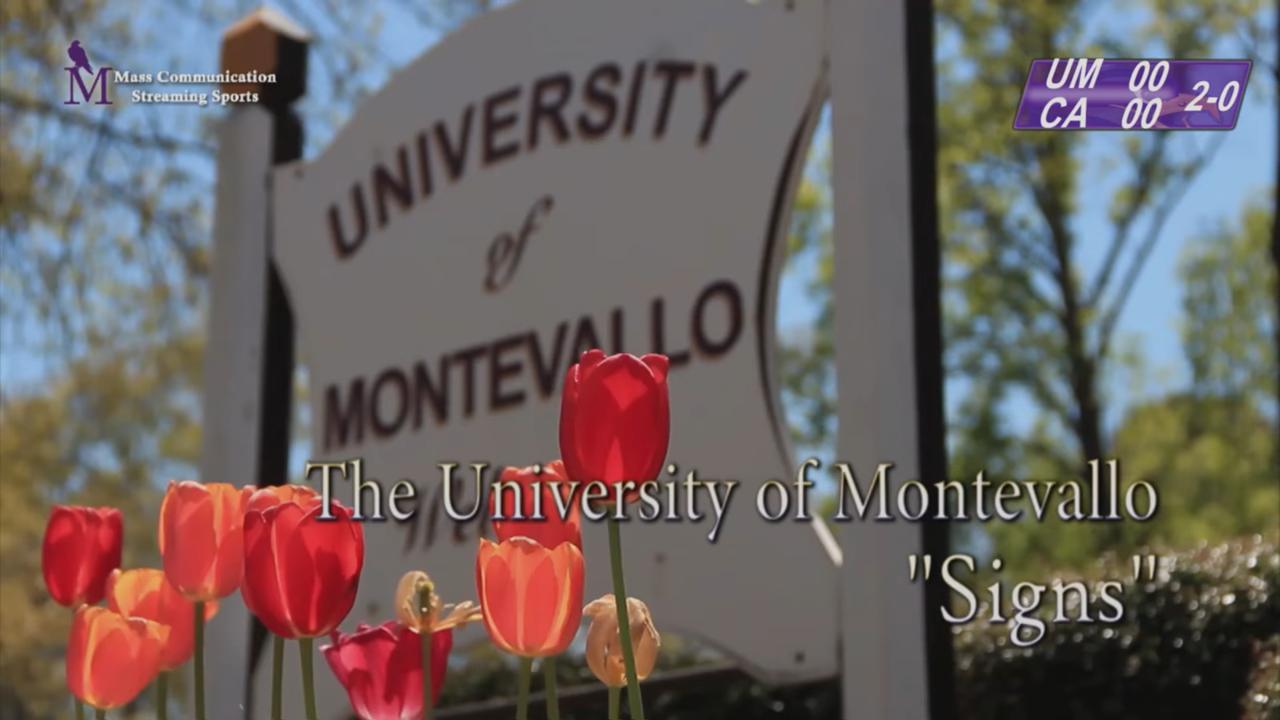 Mass Communication
Streaming Sports
UM 00
CA 00
2-0
UNIVERSITY
of
MONTEVALLO
The University of Montevallo
"Signs"